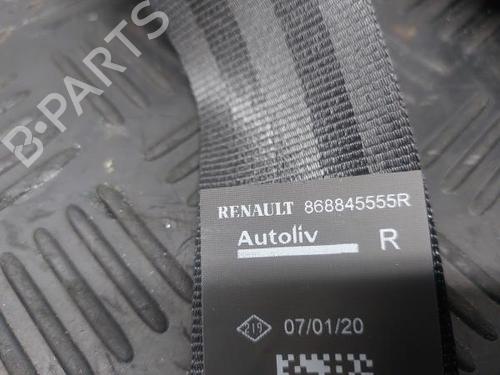 B-PARTS
RENAULT 868845555R
Autoliv R
219 07/01/20